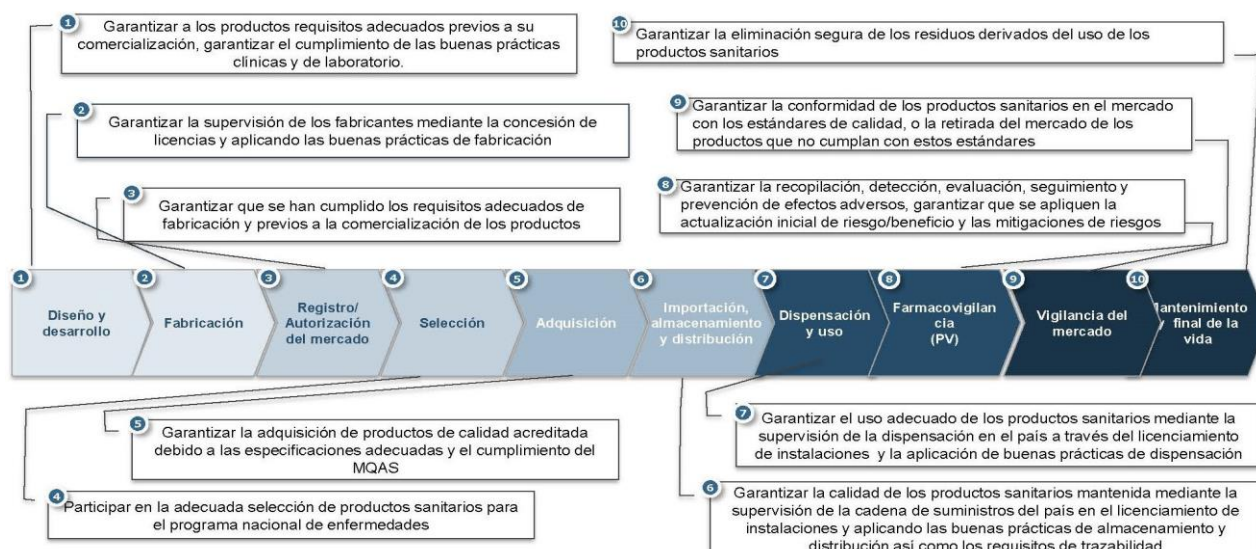 1
Garantizar a los productos requisitos adecuados previos a su
comercialización, garantizar el cumplimiento de las buenas prácticas
clínicas y de laboratorio.
2
Garantizar la supervisión de los fabricantes mediante la concesión de
licencias y aplicando las buenas prácticas de fabricación
3
Garantizar que se han cumplido los requisitos adecuados de
fabricación y previos a la comercialización de los productos
10
Garantizar la eliminación segura de los residuos derivados del uso de los
productos sanitarios
9
Garantizar la conformidad de los productos sanitarios en el mercado
con los estándares de calidad, o la retirada del mercado de los
productos que no cumplan con estos estándares
8
Garantizar la recopilación, detección, evaluación, seguimiento y
prevención de efectos adversos, garantizar que se apliquen la
actualización inicial de riesgo/beneficio y las mitigaciones de riesgos
1
Diseño y
desarrollo
2
Fabricación
3
Registro/
Autorización
del mercado
4
Selección
5
Adquisición
6
Importación,
almacenamiento
y distribución
7
Dispensación
y uso
8
Farmacovigilan
cia
(PV)
9
Vigilancia del
mercado
10
Mantenimiento
final de la
vida
5
Garantizar la adquisición de productos de calidad acreditada
debido a las especificaciones adecuadas y el cumplimiento del
MQAS
4
Participar en la adecuada selección de productos sanitarios para
el programa nacional de enfermedades
7
Garantizar el uso adecuado de los productos sanitarios mediante la
supervisión de la dispensación en el país a través del licenciamiento
de instalaciones y la aplicación de buenas prácticas de dispensación
6
Garantizar la calidad de los productos sanitarios mantenida mediante la
supervisión de la cadena de suministros del país en el licenciamiento de
instalaciones y aplicando las buenas prácticas de almacenamiento y
distribución así como los requisitos de trazabilidad